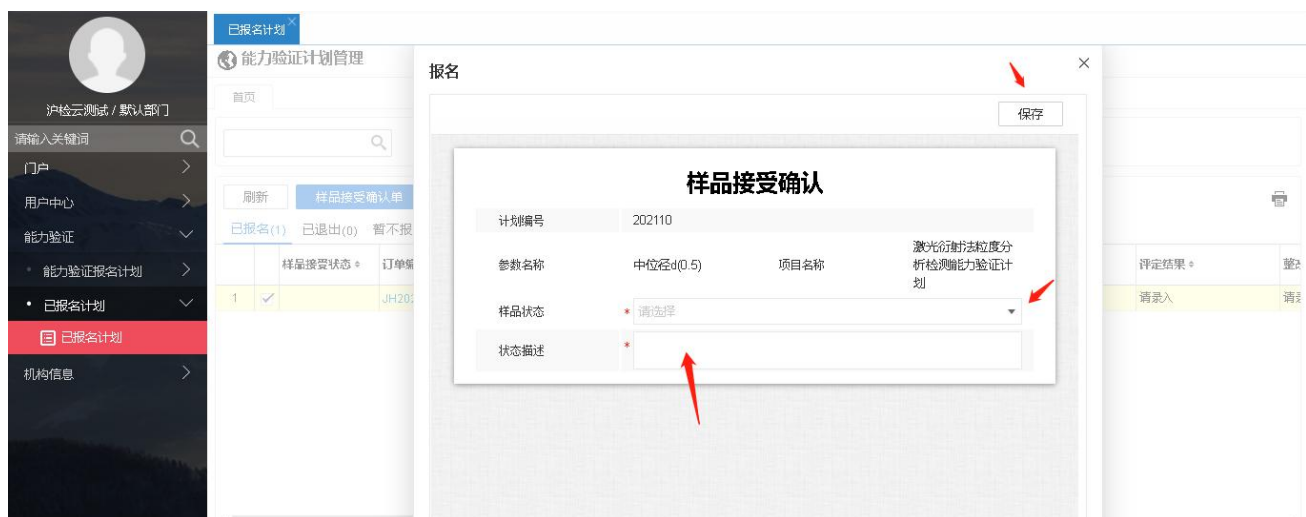 已报名计划
能力验证计划管理
首页
沪检云测试 / 默认部门
请输入关键词
门户
用户中心
能力验证
能力验证报名计划
已报名计划
已报名计划
机构信息
刷新
样品接受确认单
已报名(1)
已退出(0)
暂不报
样品接受状态
订单编
评定结果
整改
1
JH202
请录入
请录
报名
保存
样品接受确认
计划编号
202110
参数名称
中位径d(0.5)
项目名称
激光衍射法粒度分
析检测能力验证计
划
样品状态
* 请选择
状态描述
*